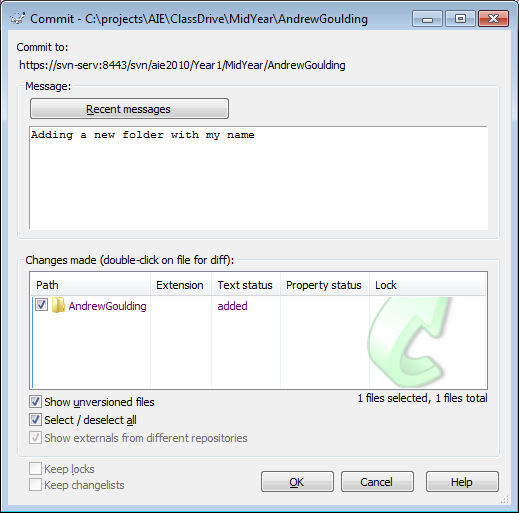 Commit - C:\projects\AIE\ClassDrive\MidYear\AndrewGoulding
Commit to:
https://svn-serv:8443/svn/aie2010/Year1/MidYear/AndrewGoulding
Message:
Recent messages
Adding a new folder with my name
Changes made (double-click on file for diff):
Path Extension Text status Property status Lock
AndrewGoulding added
1 files selected, 1 files total
Show unversioned files
Select / deselect all
Show externals from different repositories
Keep locks
Keep changelists
OK Cancel Help